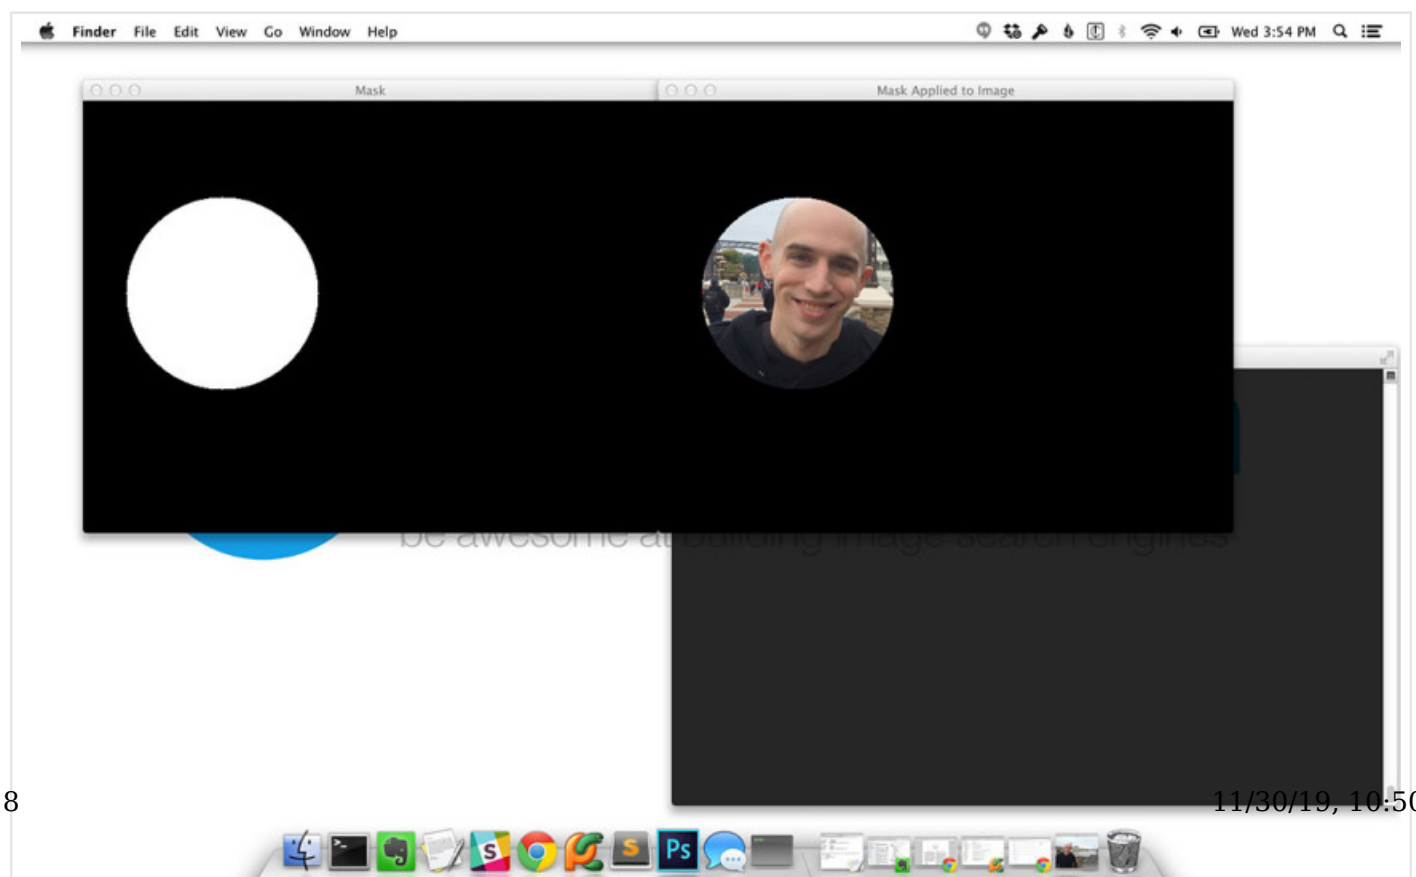 Finder File Edit View Go Window Help Wed 3:54 PM
Mask Mask Applied to Image
be awesome at building image search engines
8 11/30/19, 10:50
S S Ps